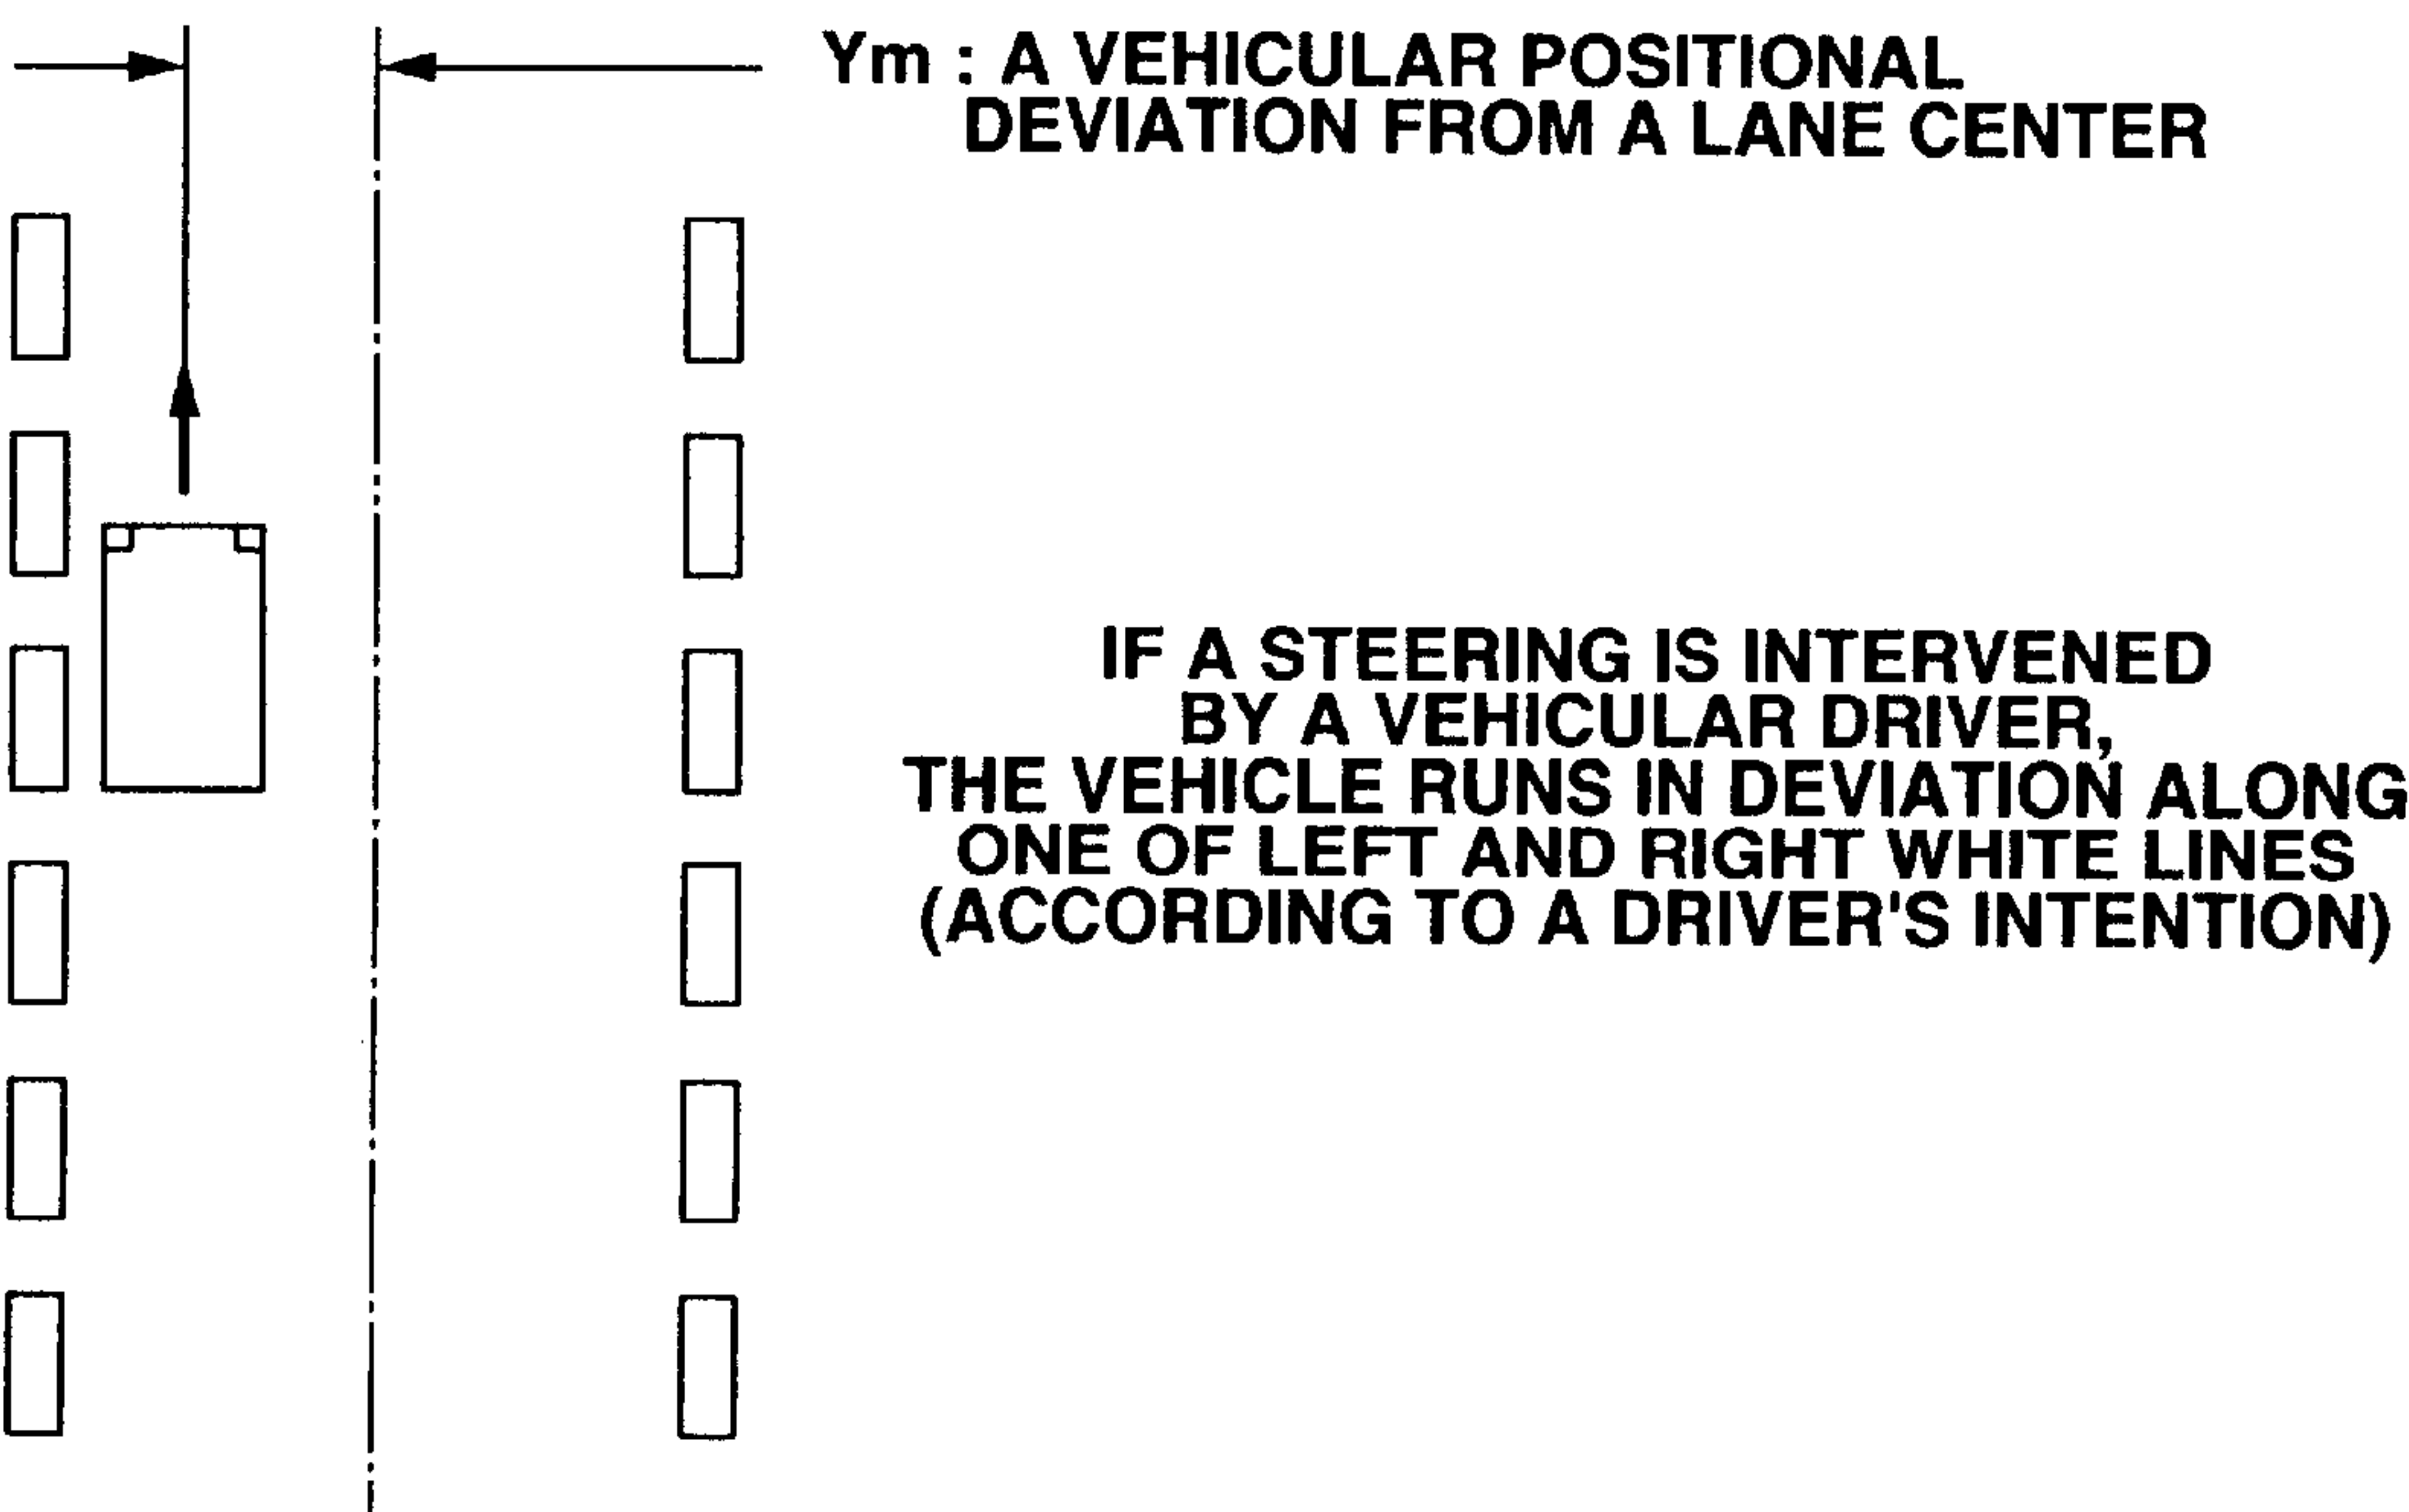 Ym : A VEHICULAR POSITIONAL
DEVIATION FROM A LANE CENTER
IF A STEERING IS INTERVENED
BY A VEHICULAR DRIVER,
THE VEHICLE RUNS IN DEVIATION ALONG
ONE OF LEFT AND RIGHT WHITE LINES
(ACCORDING TO A DRIVER'S INTENTION)